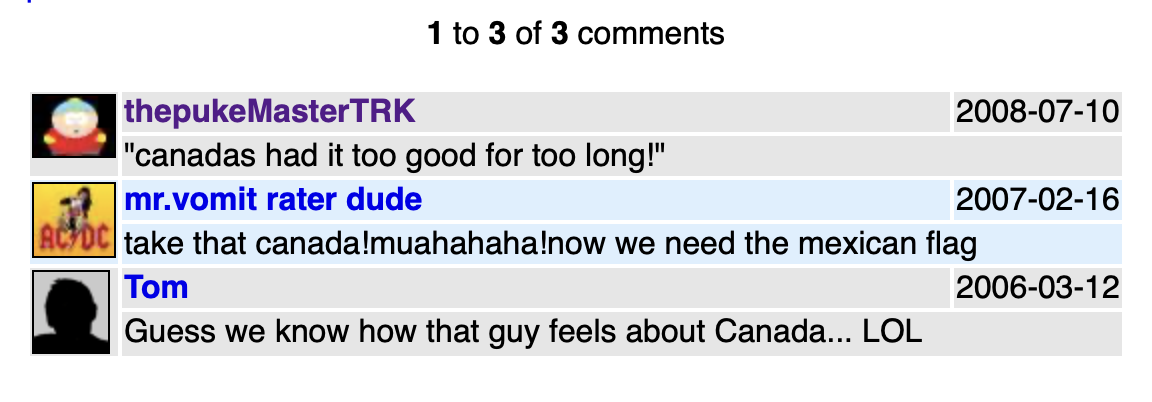 1 to 3 of 3 comments
thepukeMasterTRK 2008-07-10
"canadas had it too good for too long!"
mr.vomit rater dude 2007-02-16
AC/DC
take that canada!muahahaha!now we need the mexican flag
Tom 2006-03-12
Guess we know how that guy feels about Canada... LOL